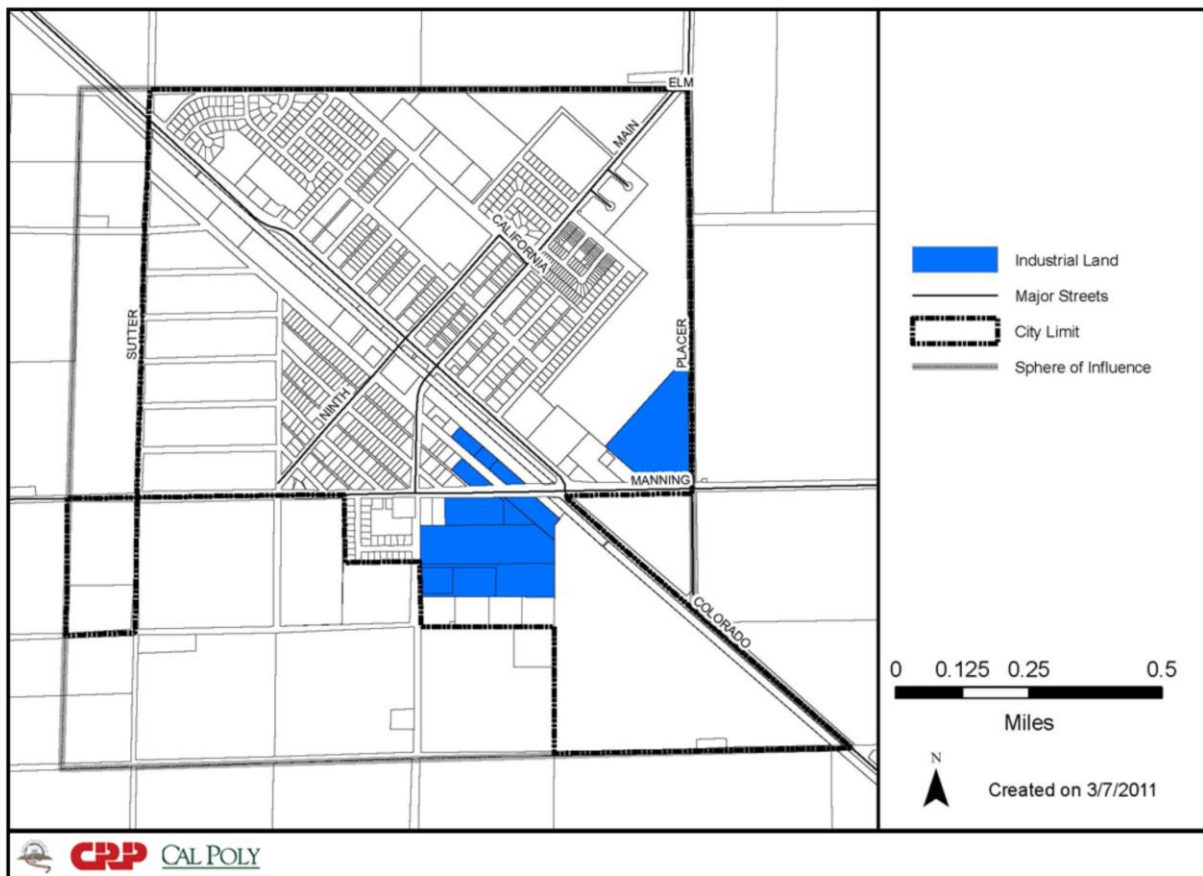 ELM
MAIN
CALIFORNIA
SUTTER
PLACER
NINTH
MANNING
COLORADO
Industrial Land
Major Streets
City Limit
Sphere of Influence
0 0.125 0.25 0.5
Miles
N
Created on 3/7/2011
CRP CAL POLY